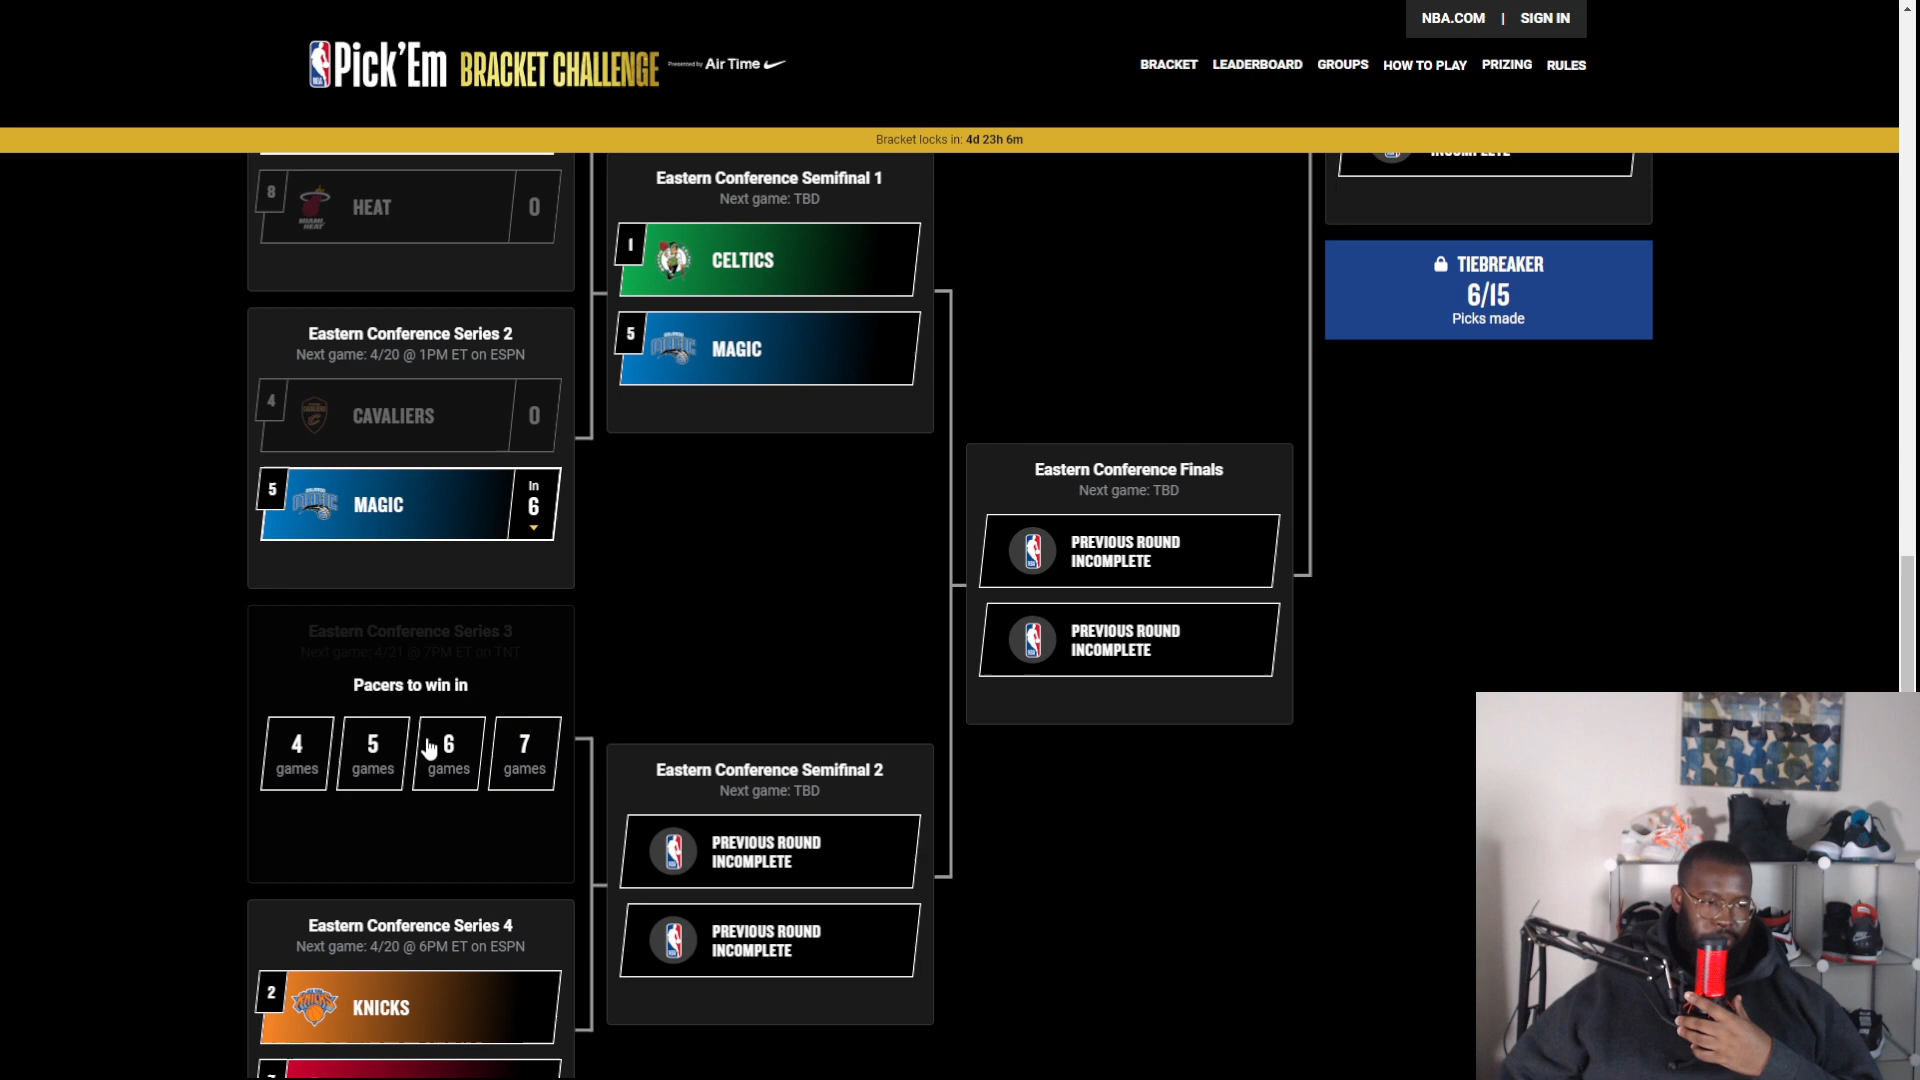 NBA.COM | SIGN IN
Pick'Em BRACKET CHALLENGE Presented by Air Time
BRACKET LEADERBOARD GROUPS HOW TO PLAY PRIZING RULES
Bracket locks in: 4d 23h 6m
8 HEAT 0
Eastern Conference Series 2
Next game: 4/20 @ 1PM ET on ESPN
4 CAVALIERS 0
5 MAGIC In 6
Eastern Conference Series 3
Next game: 4/21 @ 7PM ET on TNT
Pacers to win in
4 games
5 games
6 games
7 games
Eastern Conference Series 4
Next game: 4/20 @ 6PM ET on ESPN
2 KNICKS
Eastern Conference Semifinal 1
Next game: TBD
1 CELTICS
5 MAGIC
Eastern Conference Semifinal 2
Next game: TBD
PREVIOUS ROUND
INCOMPLETE
PREVIOUS ROUND
INCOMPLETE
Eastern Conference Finals
Next game: TBD
PREVIOUS ROUND
INCOMPLETE
PREVIOUS ROUND
INCOMPLETE
INCOMPLETE
TIEBREAKER
6/15
Picks made